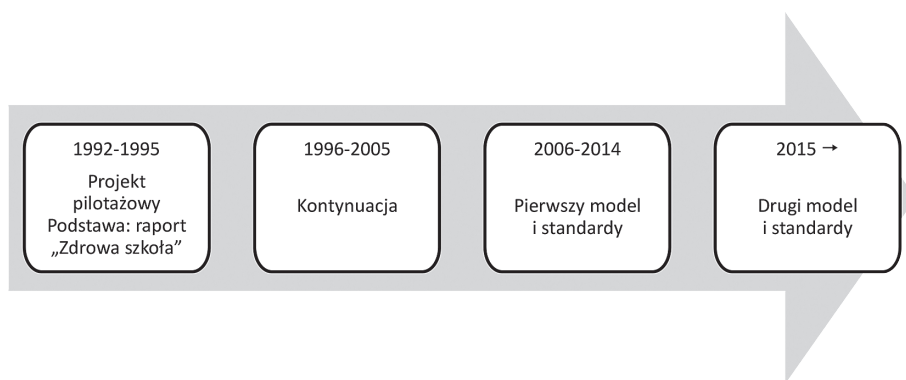 1992-1995
Projekt
pilotażowy
Podstawa: raport
„Zdrowa szkoła”
1996-2005
Kontynuacja
2006-2014
Pierwszy model
i standardy
2015 →
Drugi model
i standardy